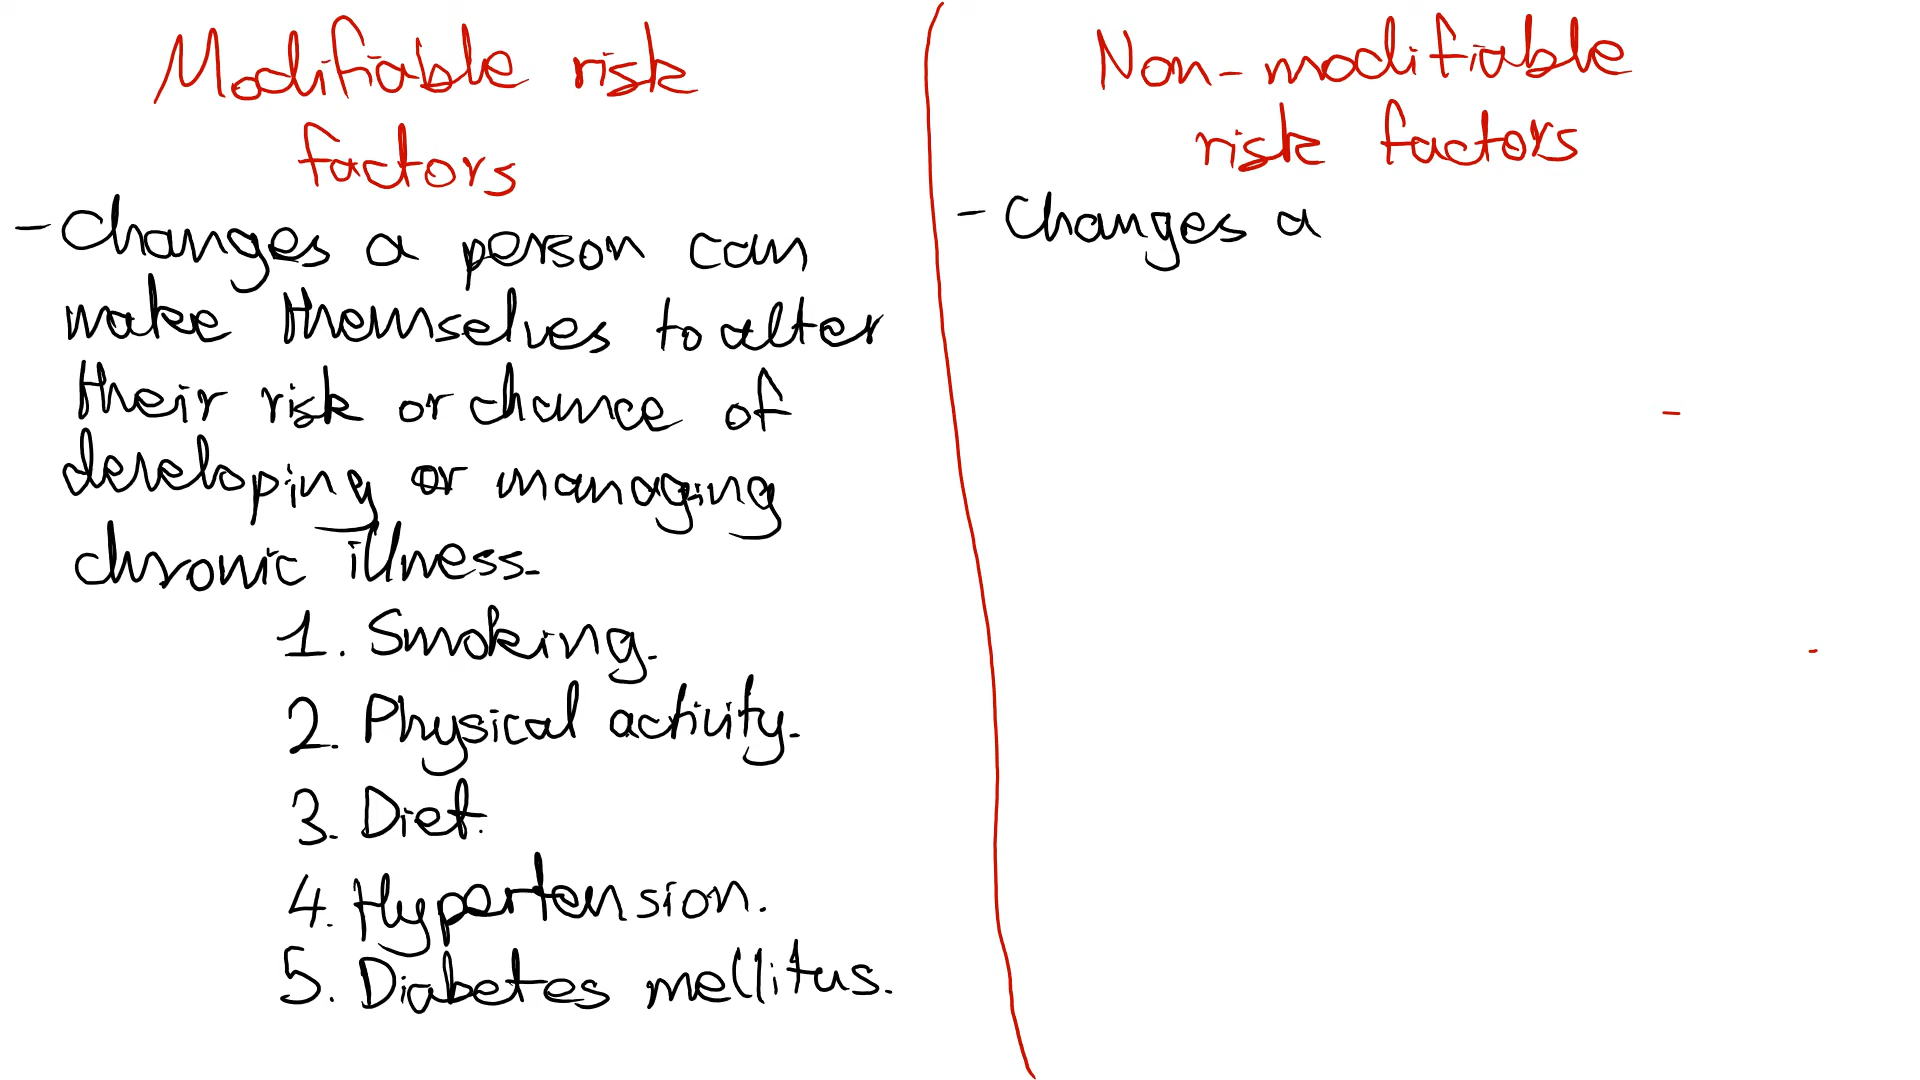 Modifiable risk
factors
- Changes a person can
make themselves to alter
their risk or chance of
developing or managing
chronic illness.
1. Smoking.
2. Physical activity.
3. Diet.
4. Hypertension.
5. Diabetes mellitus.
Non-modifiable
risk factors
- Changes a